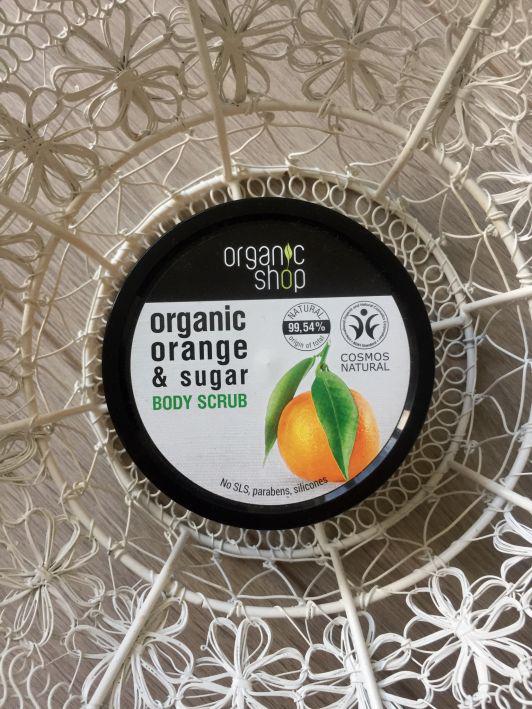 organic
shop
organic
orange
& sugar
BODY SCRUB
NATURAL
99,54%
origin of total
COSMOS
NATURAL
No SLS, parabens, silicones